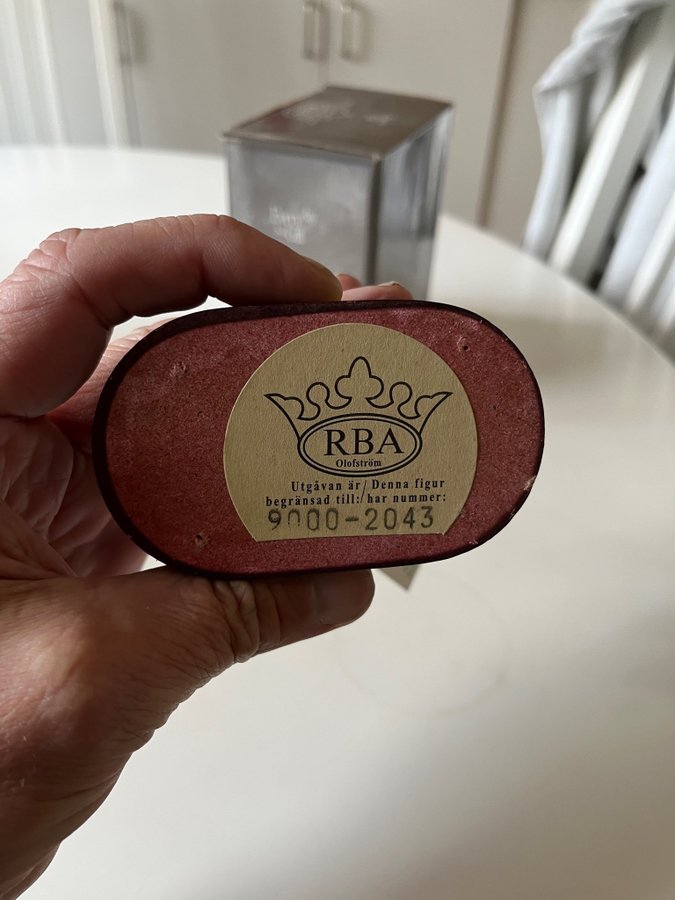 RBA
Olofström
Utgåvan är/ Denna figur
begränsad till:/ har nummer:
9000-2043